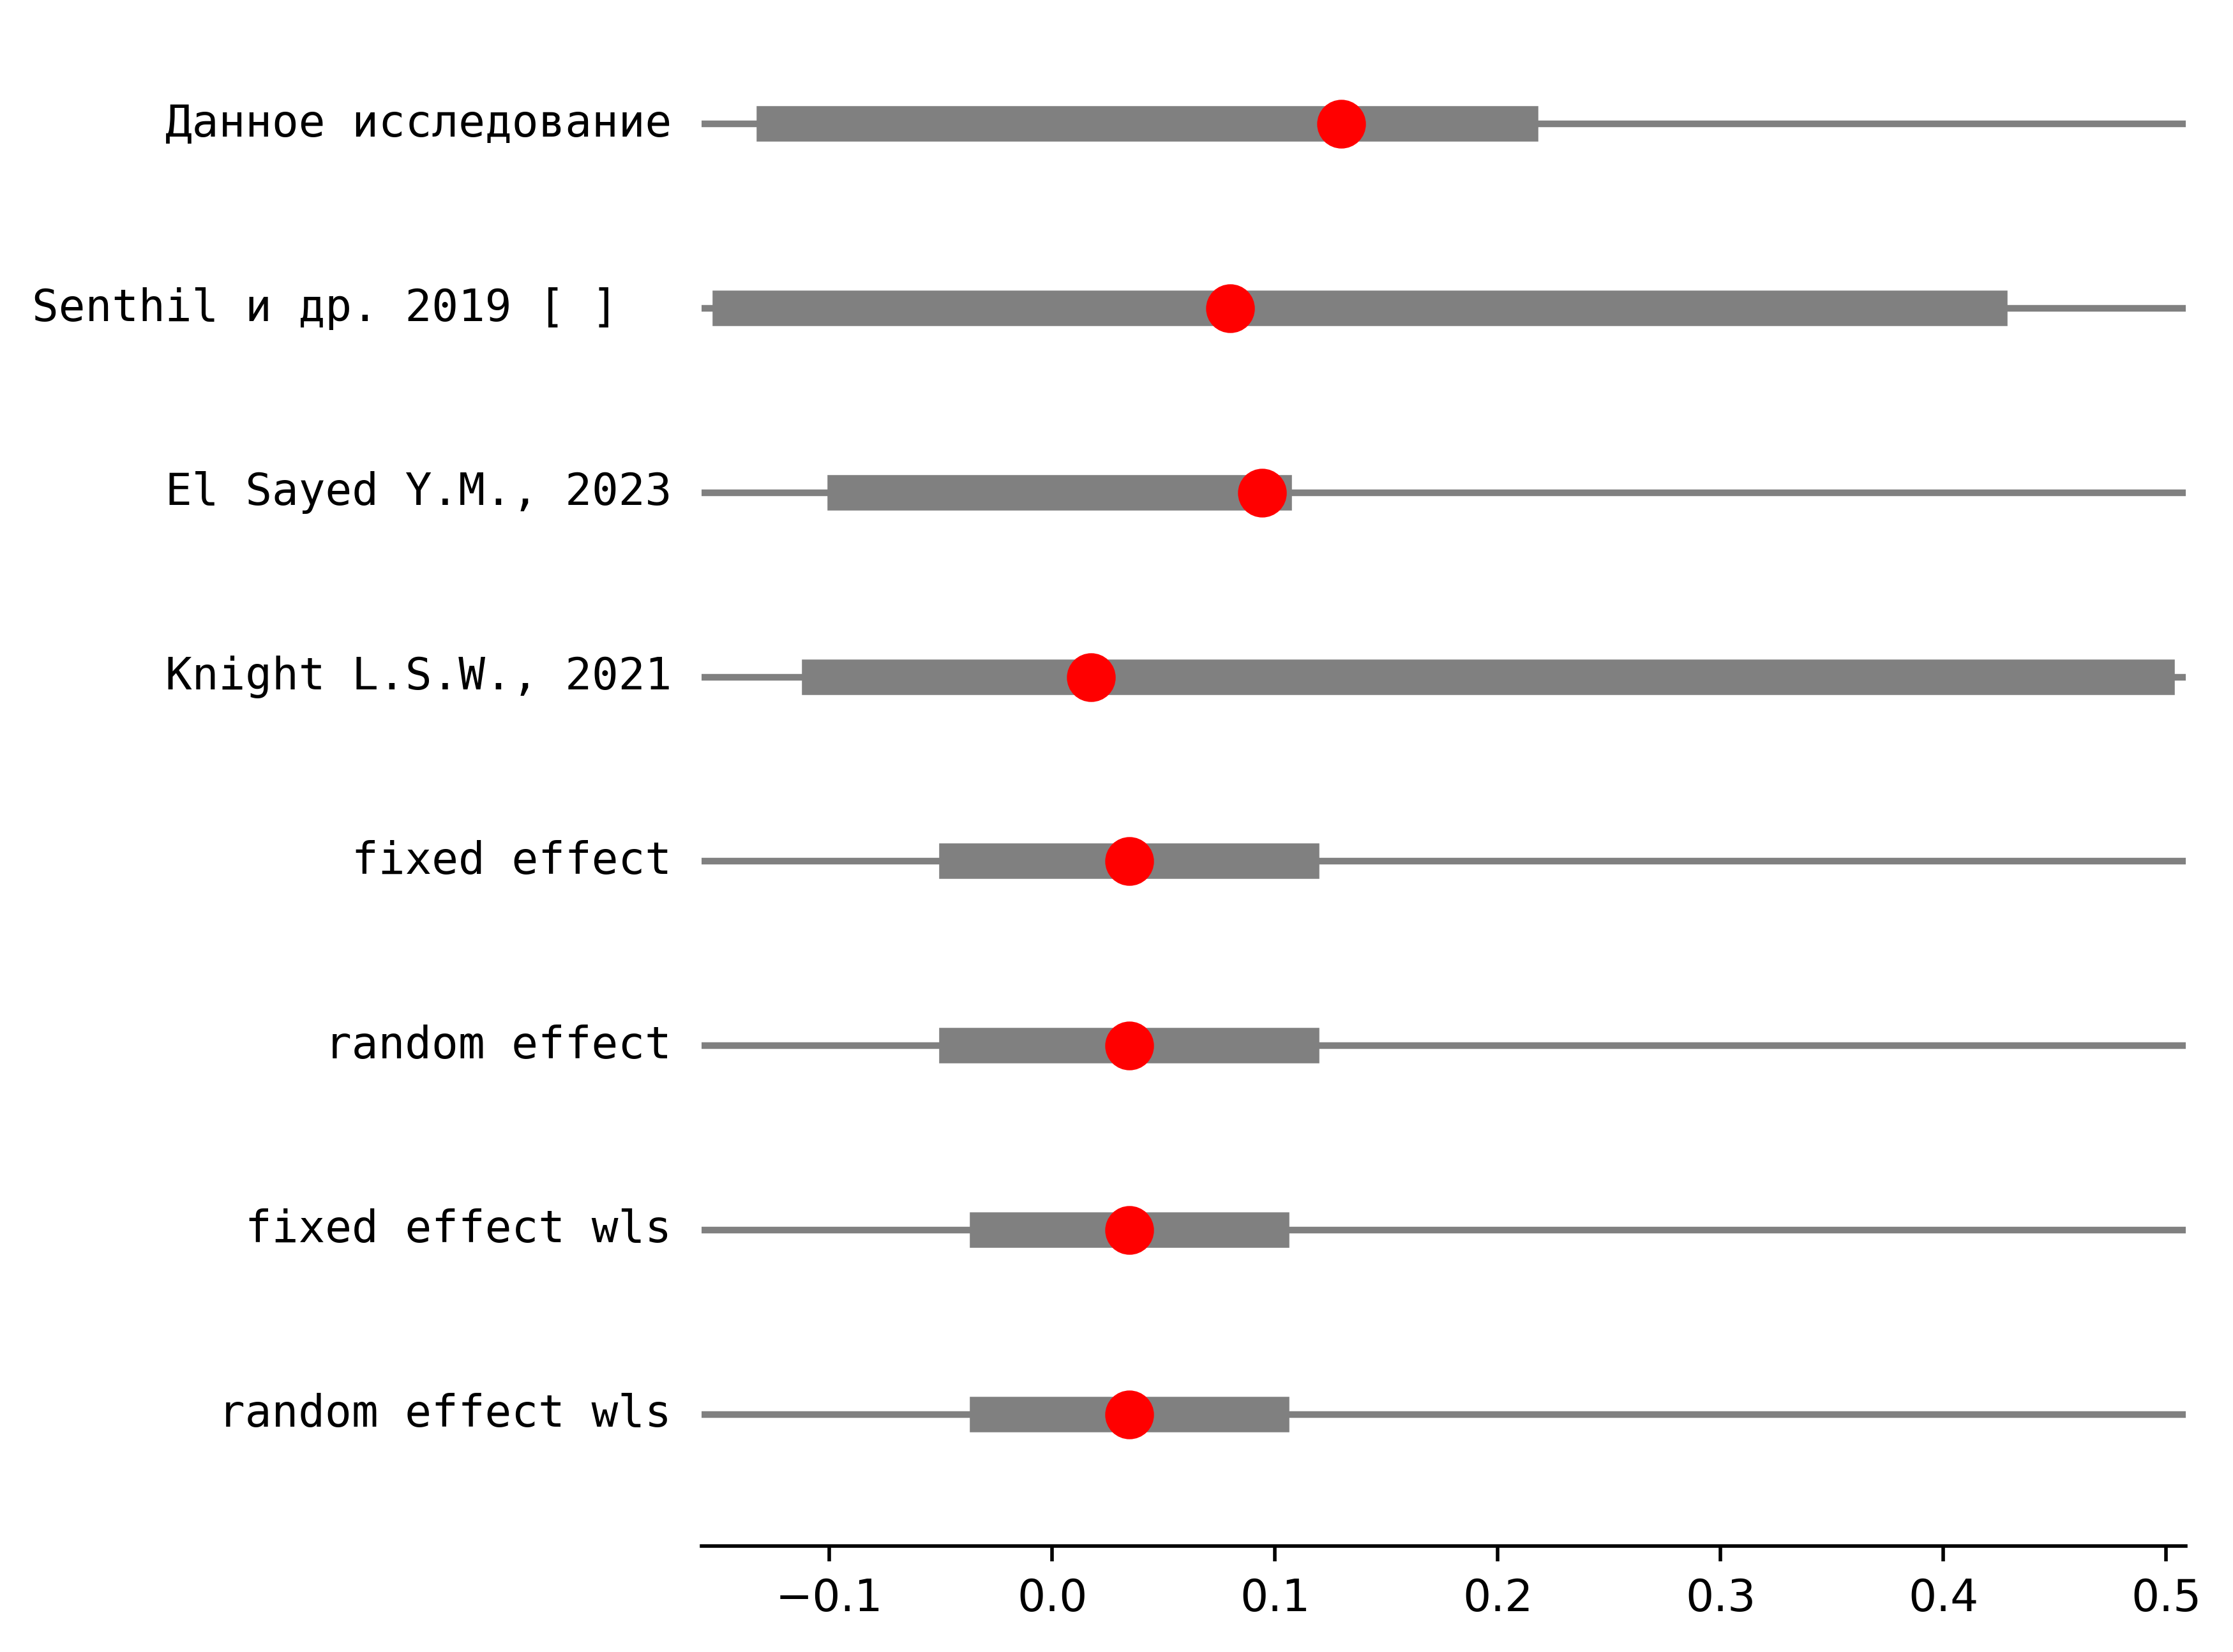 Данное исследование
Senthil и др. 2019 [ ]
El Sayed Y.M., 2023
Knight L.S.W., 2021
fixed effect
random effect
fixed effect wls
random effect wls
−0.1 0.0 0.1 0.2 0.3 0.4 0.5